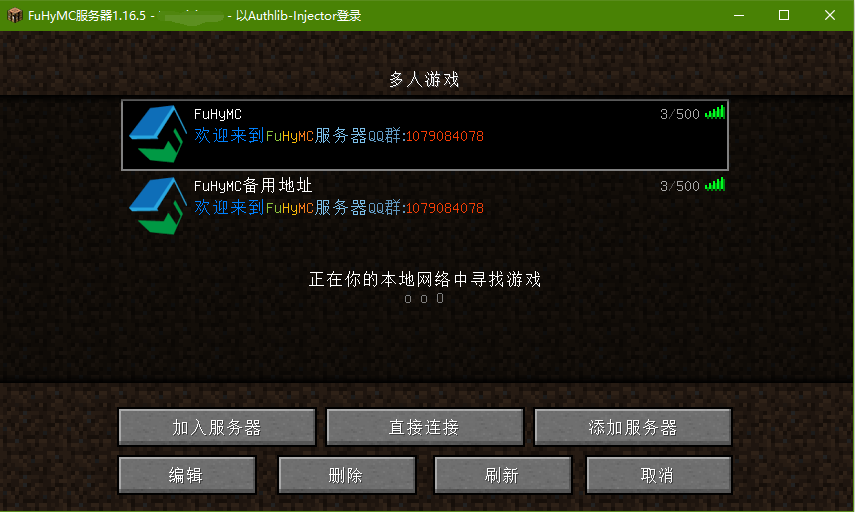 FuHyMC服务器1.16.5 - - 以Authlib-Injector登录
多人游戏
FuHyMC 3/500
欢迎来到FuHyMC服务器QQ群:1079084078
FuHyMC备用地址 3/500
欢迎来到FuHyMC服务器QQ群:1079084078
正在你的本地网络中寻找游戏
o o O
加入服务器 直接连接 添加服务器
编辑 删除 刷新 取消